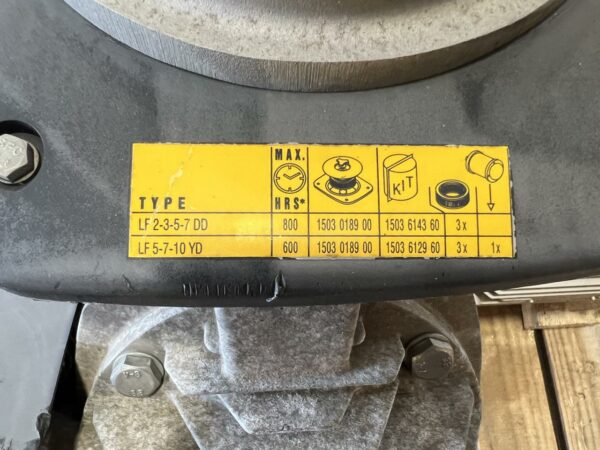 MAX.
KIT
TYPE HRS*
LF 2-3-5-7 DD 800 1503 0189 00 1503 6143 60 3x
LF 5-7-10 YD 600 1503 0189 00 1503 6129 60 3x 1x